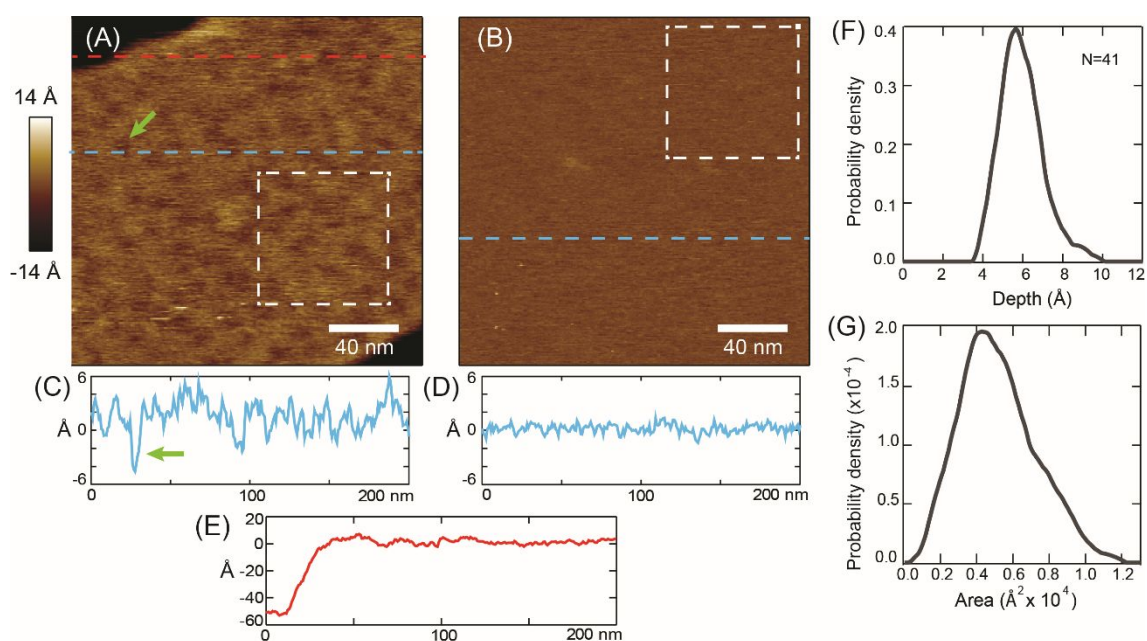 (A)
14 Å
-14 Å
40 nm
(B)
40 nm
(C)
6
Å
0
-6
0
100
200 nm
(D)
6
Å
0
-6
0
100
200 nm
(E)
20
0
Å
-20
-40
-60
0
100
200 nm
(F)
0.4
0.3
0.2
0.1
0.0
Probability density
N=41
0 2 4 6 8 10 12
Depth (Å)
(G)
2.0
1.5
1.0
0.5
0.0
Probability density (x10⁻⁴)
0.0 0.2 0.4 0.6 0.8 1.0 1.2
Area (Å² x 10⁴)